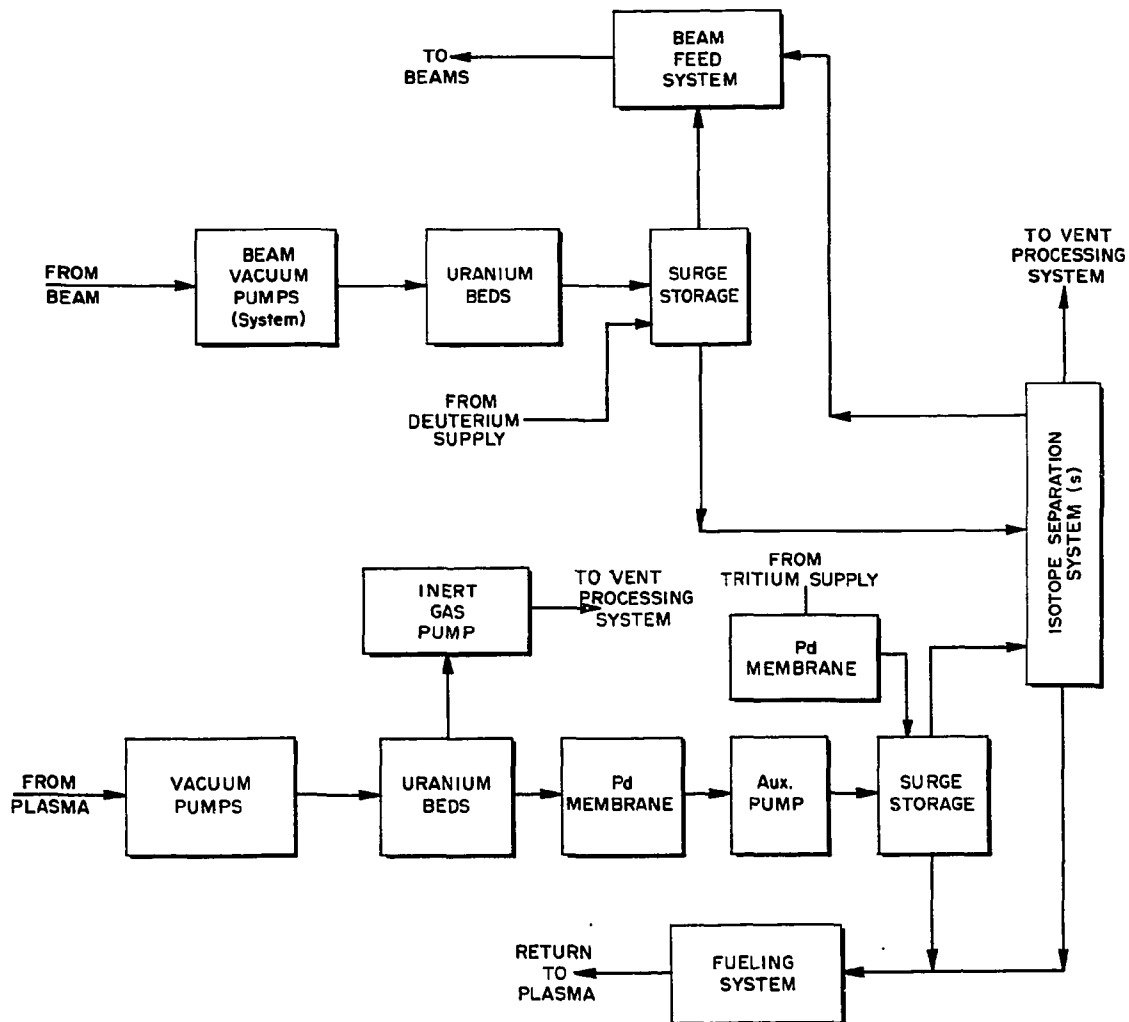 BEAM
FEED
SYSTEM
TO
BEAMS
TO VENT
PROCESSING
SYSTEM
FROM
BEAM
BEAM
VACUUM
PUMPS
(System)
URANIUM
BEDS
SURGE
STORAGE
FROM
DEUTERIUM
SUPPLY
ISOTOPE SEPARATION
SYSTEM (s)
INERT
GAS
PUMP
TO VENT
PROCESSING
SYSTEM
FROM
TRITIUM SUPPLY
Pd
MEMBRANE
FROM
PLASMA
VACUUM
PUMPS
URANIUM
BEDS
Pd
MEMBRANE
Aux.
PUMP
SURGE
STORAGE
RETURN
TO
PLASMA
FUELING
SYSTEM